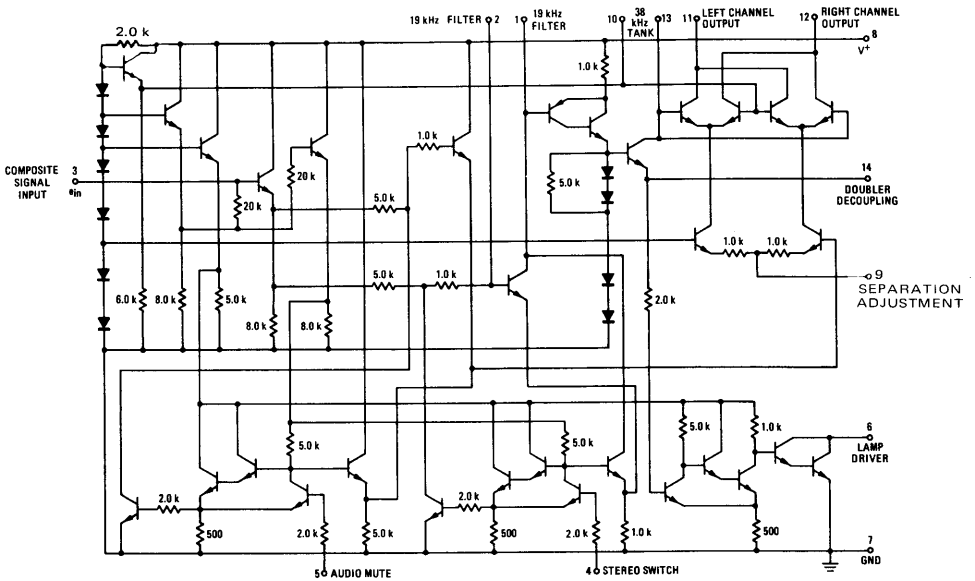 19 kHz FILTER 2
1 19 kHz FILTER
10
38 kHz TANK 13
11 LEFT CHANNEL OUTPUT
12 RIGHT CHANNEL OUTPUT
2.0 k
8
V+
1.0 k
1.0 k
COMPOSITE SIGNAL INPUT
3
ein
20 k
20 k
5.0 k
5.0 k
14
DOUBLER DECOUPLING
1.0 k
1.0 k
5.0 k
1.0 k
9
SEPARATION ADJUSTMENT
6.0 k
8.0 k
5.0 k
8.0 k
8.0 k
2.0 k
5.0 k
5.0 k
5.0 k
1.0 k
6
LAMP DRIVER
2.0 k
500
2.0 k
5.0 k
2.0 k
500
2.0 k
1.0 k
500
7
GND
5 AUDIO MUTE
4 STEREO SWITCH